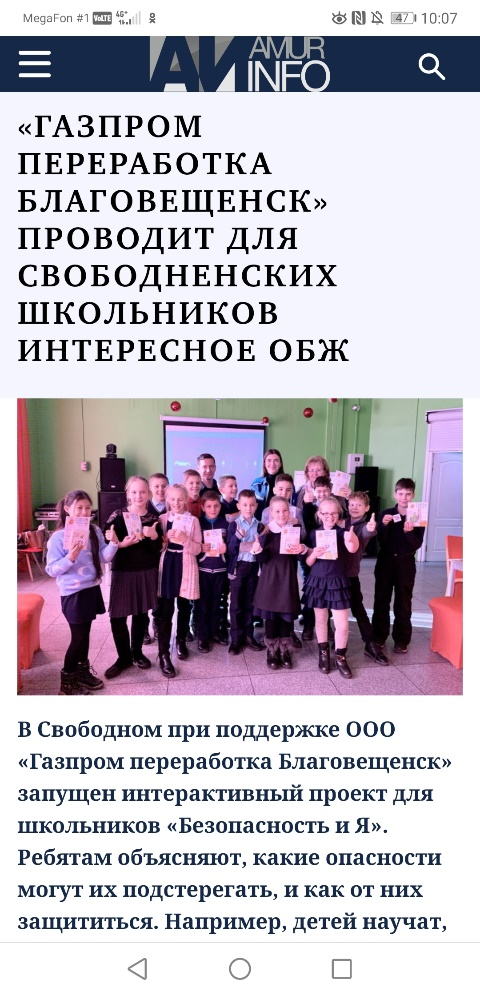 MegaFon #1 VoLTE 4G+ 47 10:07
AMUR
INFO
«ГАЗПРОМ
ПЕРЕРАБОТКА
БЛАГОВЕЩЕНСК»
ПРОВОДИТ ДЛЯ
СВОБОДНЕНСКИХ
ШКОЛЬНИКОВ
ИНТЕРЕСНОЕ ОБЖ
В Свободном при поддержке ООО
«Газпром переработка Благовещенск»
запущен интерактивный проект для
школьников «Безопасность и Я».
Ребятам объясняют, какие опасности
могут их подстерегать, и как от них
защититься. Например, детей научат,